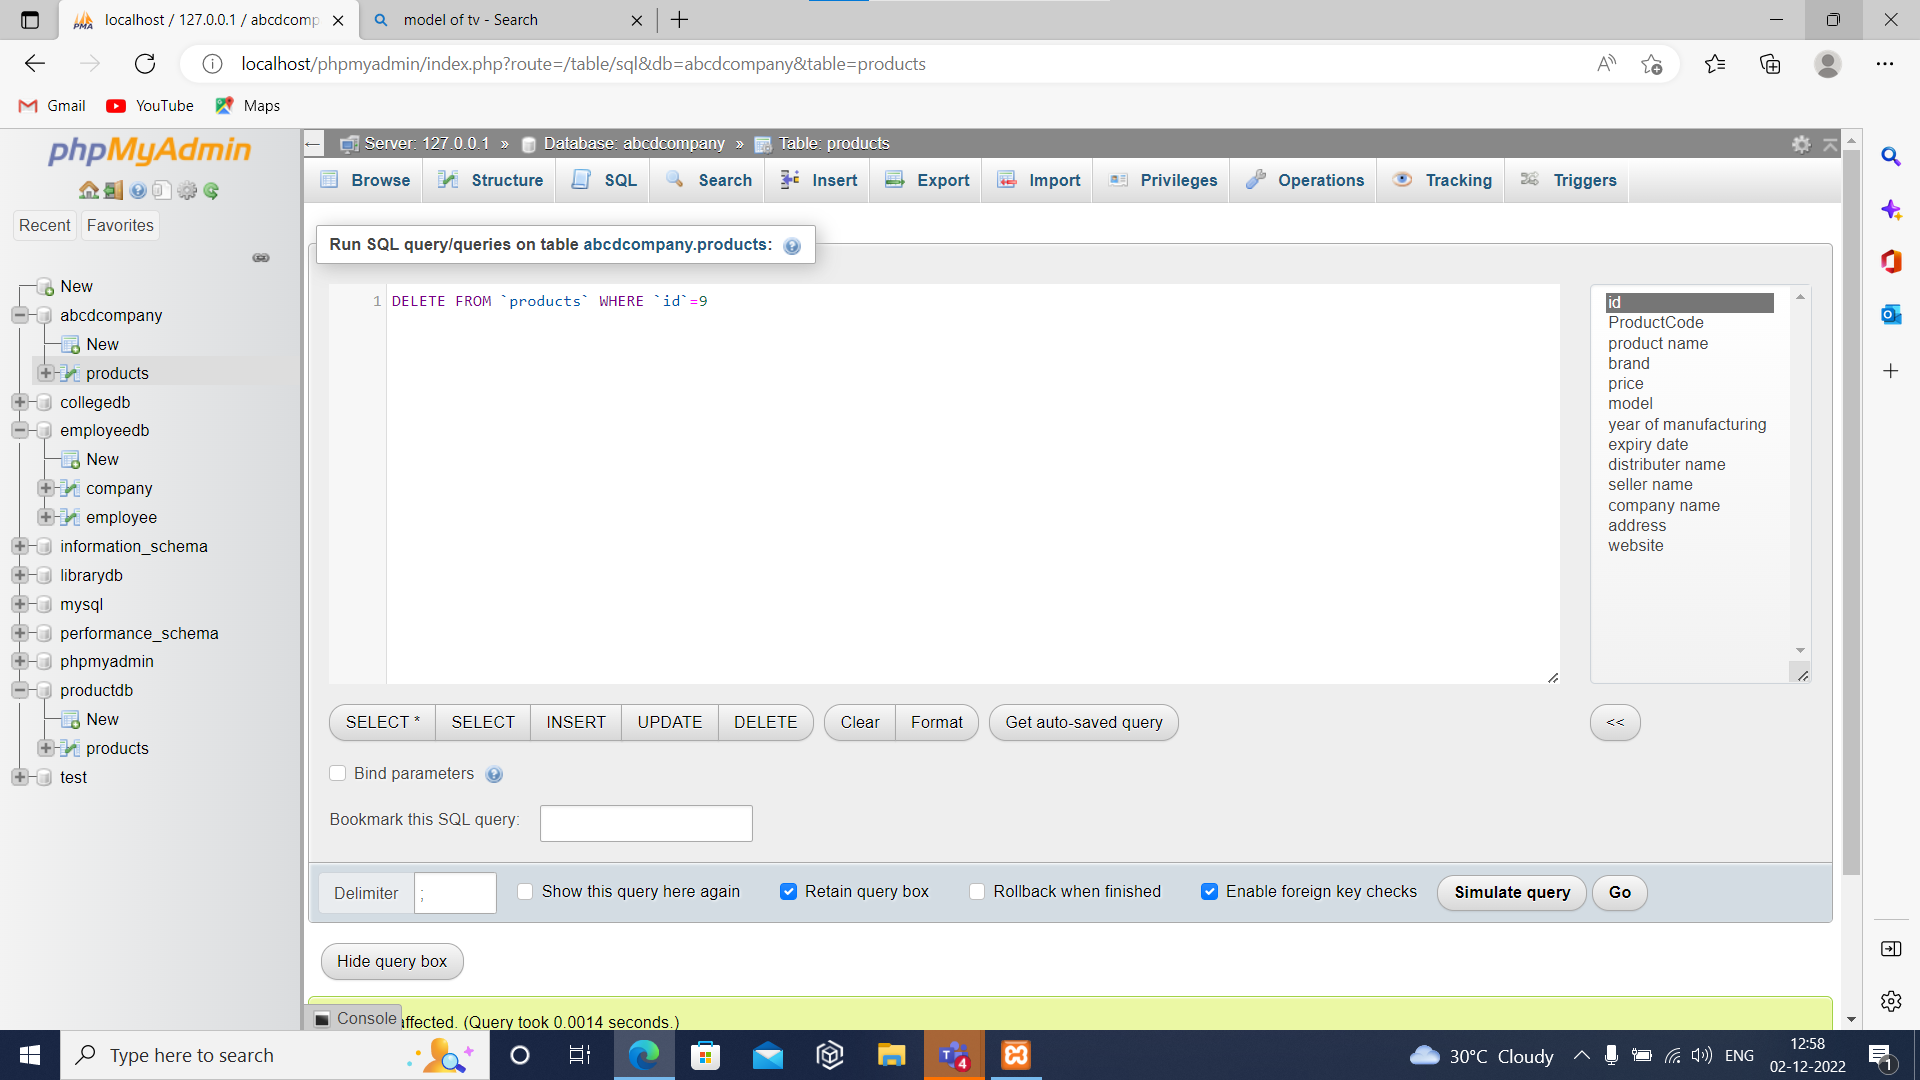 localhost / 127.0.0.1 / abcdcomp
model of tv - Search
localhost/phpmyadmin/index.php?route=/table/sql&db=abcdcompany&table=products
Gmail
YouTube
Maps
phpMyAdmin
Recent
Favorites
New
abcdcompany
New
products
collegedb
employeedb
New
company
employee
information_schema
librarydb
mysql
performance_schema
phpmyadmin
productdb
New
products
test
Server: 127.0.0.1 » Database: abcdcompany » Table: products
Browse
Structure
SQL
Search
Insert
Export
Import
Privileges
Operations
Tracking
Triggers
Run SQL query/queries on table abcdcompany.products:
1 DELETE FROM `products` WHERE `id`=9
id
ProductCode
product name
brand
price
model
year of manufacturing
expiry date
distributer name
seller name
company name
address
website
SELECT *
SELECT
INSERT
UPDATE
DELETE
Clear
Format
Get auto-saved query
<<
Bind parameters
Bookmark this SQL query:
Delimiter ;
Show this query here again
Retain query box
Rollback when finished
Enable foreign key checks
Simulate query
Go
Hide query box
Console
affected. (Query took 0.0014 seconds.)
Type here to search
4
30°C Cloudy
ENG
12:58
02-12-2022
1